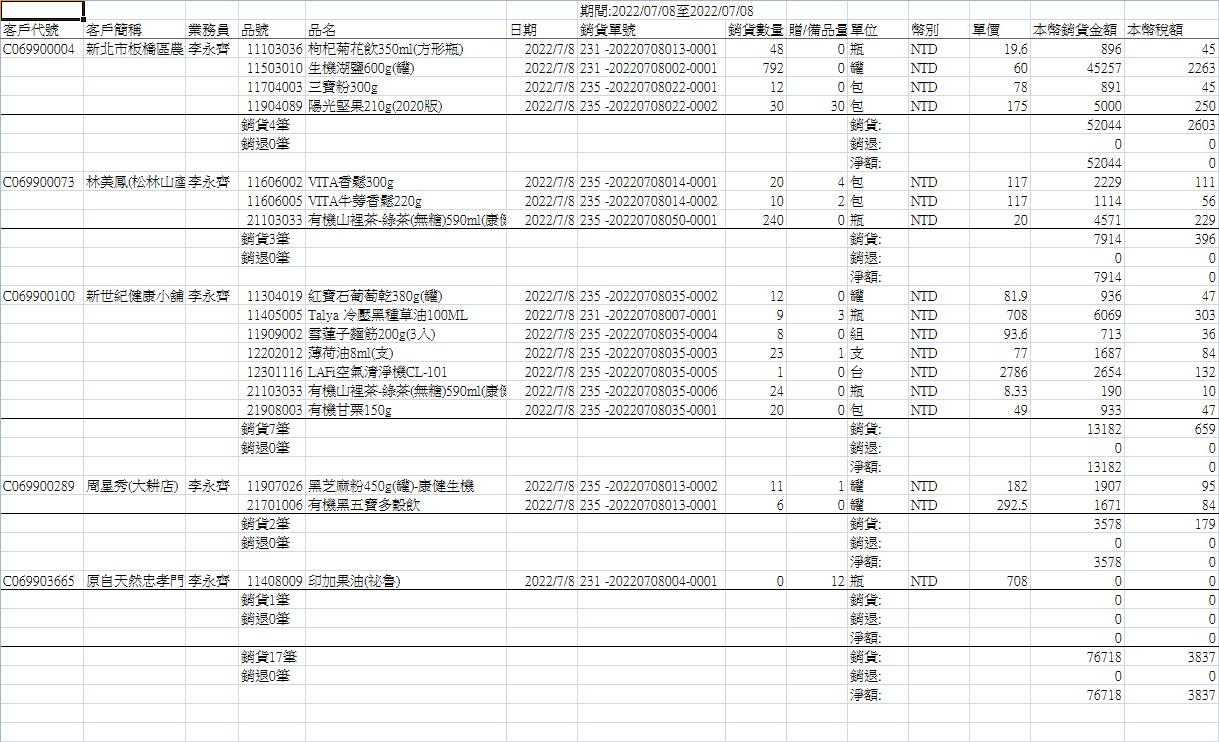 期間:2022/07/08至2022/07/08
客戶代號 客戶簡稱 業務員 品號 品名 日期 銷貨單號 銷貨數量 贈/備品量 單位 幣別 單價 本幣銷貨金額 本幣稅額
C069900004 新北市板橋區農 李永齊 11103036 枸杞菊花飲350ml(方形瓶) 2022/7/8 231 -20220708013-0001 48 0 瓶 NTD 19.6 896 45
11503010 生機湖鹽600g(罐) 2022/7/8 231 -20220708002-0001 792 0 罐 NTD 60 45257 2263
11704003 三寶粉300g 2022/7/8 235 -20220708022-0001 12 0 包 NTD 78 891 45
11904089 陽光堅果210g(2020版) 2022/7/8 235 -20220708022-0002 30 30 包 NTD 175 5000 250
銷貨4筆 銷貨: 52044 2603
銷退0筆 銷退: 0 0
淨額: 52044 0
C069900073 林美鳳(松林山產 李永齊 11606002 VITA香鬆300g 2022/7/8 235 -20220708014-0001 20 4 包 NTD 117 2229 111
11606005 VITA牛蒡香鬆220g 2022/7/8 235 -20220708014-0002 10 2 包 NTD 117 1114 56
21103033 有機山裡茶-綠茶(無糖)590ml(康健 2022/7/8 235 -20220708050-0001 240 0 瓶 NTD 20 4571 229
銷貨3筆 銷貨: 7914 396
銷退0筆 銷退: 0 0
淨額: 7914 0
C069900100 新世紀健康小舖 李永齊 11304019 紅寶石葡萄乾380g(罐) 2022/7/8 235 -20220708035-0002 12 0 罐 NTD 81.9 936 47
11405005 Talya 冷壓黑種草油100ML 2022/7/8 231 -20220708007-0001 9 3 瓶 NTD 708 6069 303
11909002 雪蓮子麵筋200g(3入) 2022/7/8 235 -20220708035-0004 8 0 組 NTD 93.6 713 36
12202012 薄荷油8ml(支) 2022/7/8 235 -20220708035-0003 23 1 支 NTD 77 1687 84
12301116 LAFi空氣清淨機CL-101 2022/7/8 235 -20220708035-0005 1 0 台 NTD 2786 2654 132
21103033 有機山裡茶-綠茶(無糖)590ml(康健 2022/7/8 235 -20220708035-0006 24 0 瓶 NTD 8.33 190 10
21908003 有機甘栗150g 2022/7/8 235 -20220708035-0001 20 0 包 NTD 49 933 47
銷貨7筆 銷貨: 13182 659
銷退0筆 銷退: 0 0
淨額: 13182 0
C069900289 周星秀(大耕店) 李永齊 11907026 黑芝麻粉450g(罐)-康健生機 2022/7/8 235 -20220708013-0002 11 1 罐 NTD 182 1907 95
21701006 有機黑五寶多穀飲 2022/7/8 235 -20220708013-0001 6 0 罐 NTD 292.5 1671 84
銷貨2筆 銷貨: 3578 179
銷退0筆 銷退: 0 0
淨額: 3578 0
C069903665 原自天然忠孝門 李永齊 11408009 印加果油(祕魯) 2022/7/8 231 -20220708004-0001 0 12 瓶 NTD 708 0 0
銷貨1筆 銷貨: 0 0
銷退0筆 銷退: 0 0
淨額: 0 0
銷貨17筆 銷貨: 76718 3837
銷退0筆 銷退: 0 0
淨額: 76718 3837